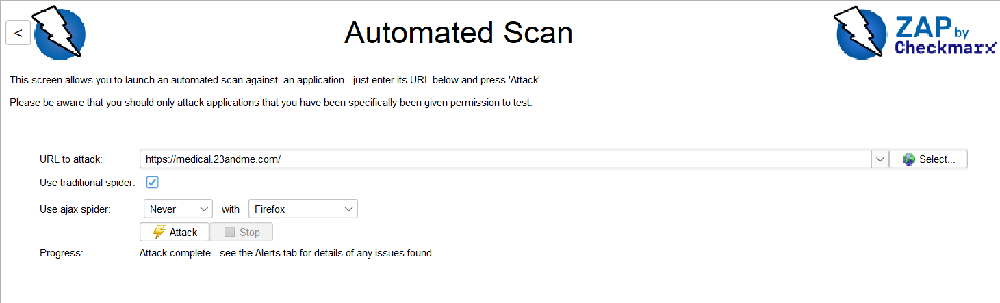 <
Automated Scan
ZAP by
Checkmarx
This screen allows you to launch an automated scan against  an application - just enter its URL below and press 'Attack'.
Please be aware that you should only attack applications that you have been specifically been given permission to test.
URL to attack: https://medical.23andme.com/ Select...
Use traditional spider:
Use ajax spider: Never with Firefox
Attack Stop
Progress: Attack complete - see the Alerts tab for details of any issues found